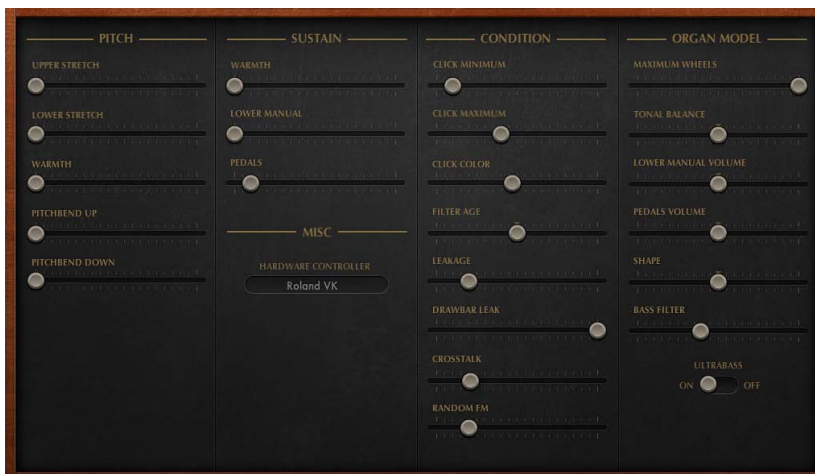 PITCH
UPPER STRETCH
LOWER STRETCH
WARMTH
PITCHBEND UP
PITCHBEND DOWN
SUSTAIN
WARMTH
LOWER MANUAL
PEDALS
MISC
HARDWARE CONTROLLER
Roland VK
CONDITION
CLICK MINIMUM
CLICK MAXIMUM
CLICK COLOR
FILTER AGE
LEAKAGE
DRAWBAR LEAK
CROSSTALK
RANDOM FM
ORGAN MODEL
MAXIMUM WHEELS
TONAL BALANCE
LOWER MANUAL VOLUME
PEDALS VOLUME
SHAPE
BASS FILTER
ULTRABASS
ON OFF